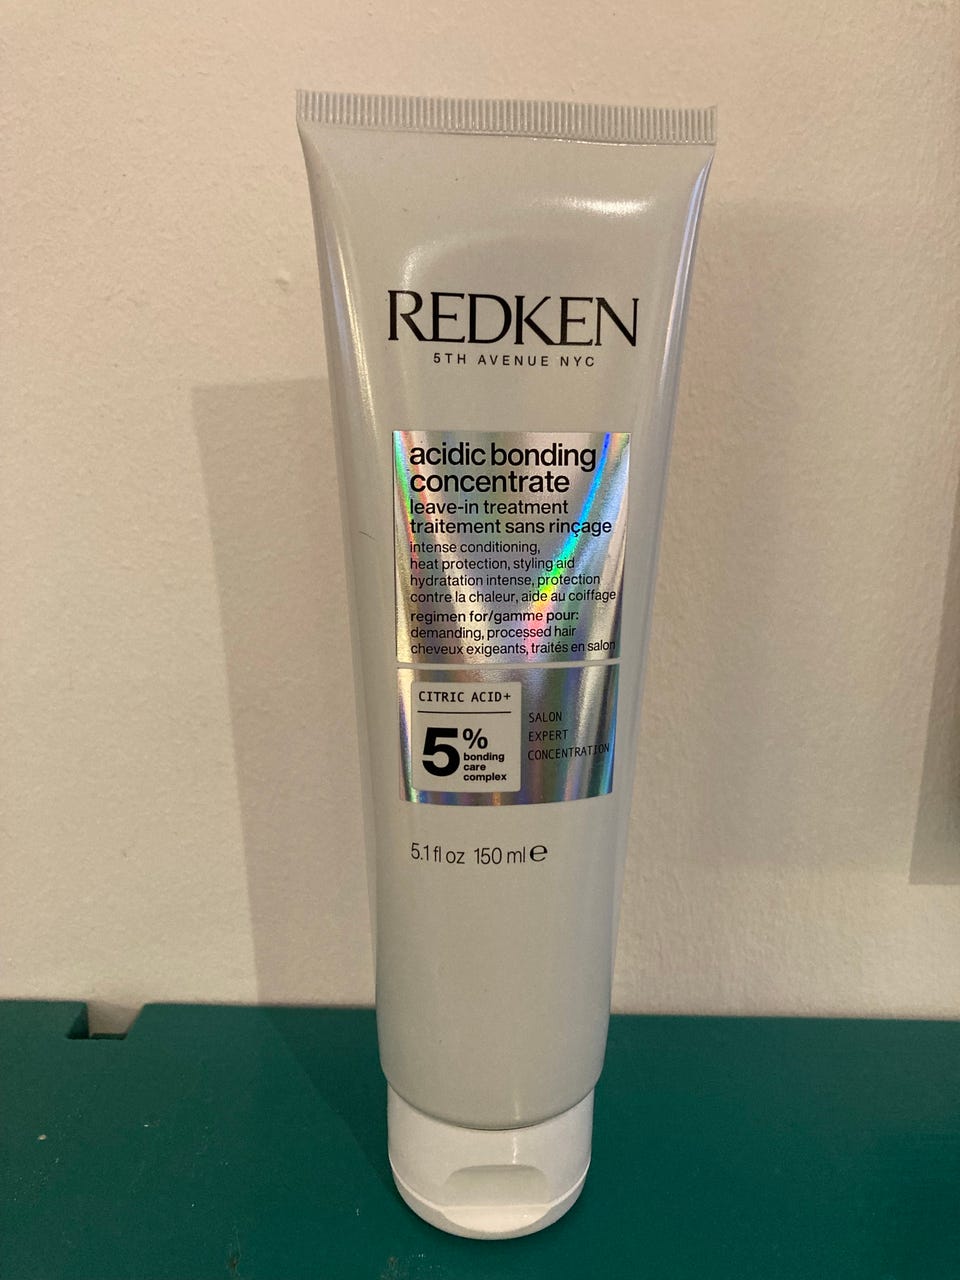 REDKEN
5TH AVENUE NYC
acidic bonding
concentrate
leave-in treatment
traitement sans rinçage
intense conditioning,
heat protection, styling aid
hydratation intense, protection
contre la chaleur, aide au coiffage
regimen for/gamme pour:
demanding, processed hair
cheveux exigeants, traités en salon
CITRIC ACID+
5%
bonding
care
complex
SALON
EXPERT
CONCENTRATION
5.1 fl oz 150 ml ℮